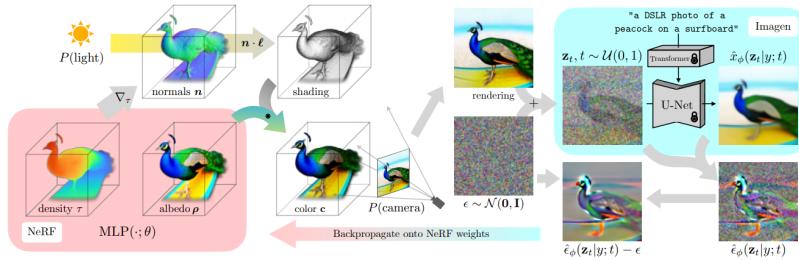 P(light)
n · ℓ
normals n
shading
∇τ
density τ
albedo ρ
NeRF
MLP(·; θ)
color c
P(camera)
rendering
+
ϵ ∼ N(0, I)
"a DSLR photo of a
peacock on a surfboard"
Imagen
z_t, t ∼ U(0, 1)
Transformer
x̂_ϕ(z_t|y; t)
U-Net
Backpropagate onto NeRF weights
ϵ̂_ϕ(z_t|y; t) − ϵ
ϵ̂_ϕ(z_t|y; t)